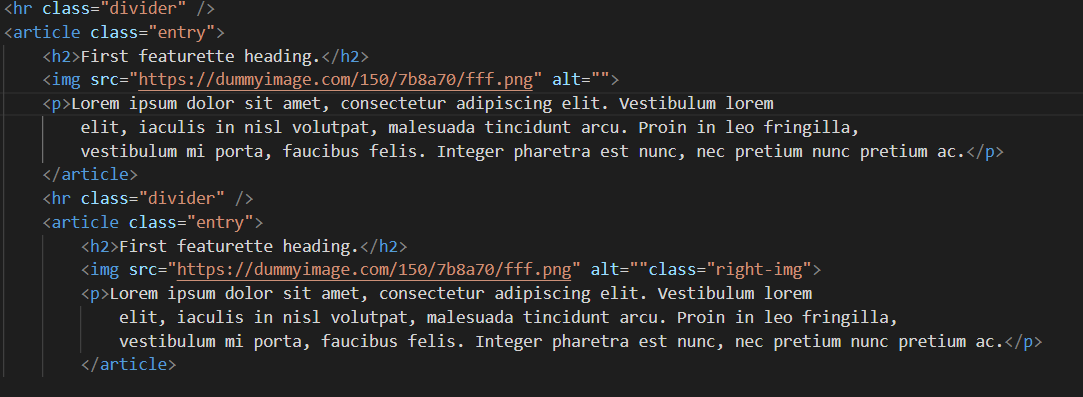 <hr class="divider" />
<article class="entry">
<h2>First featurette heading.</h2>
<img src="https://dummyimage.com/150/7b8a70/fff.png" alt="">
<p>Lorem ipsum dolor sit amet, consectetur adipiscing elit. Vestibulum lorem
elit, iaculis in nisl volutpat, malesuada tincidunt arcu. Proin in leo fringilla,
vestibulum mi porta, faucibus felis. Integer pharetra est nunc, nec pretium nunc pretium ac.</p>
</article>
<hr class="divider" />
<article class="entry">
<h2>First featurette heading.</h2>
<img src="https://dummyimage.com/150/7b8a70/fff.png" alt=""class="right-img">
<p>Lorem ipsum dolor sit amet, consectetur adipiscing elit. Vestibulum lorem
elit, iaculis in nisl volutpat, malesuada tincidunt arcu. Proin in leo fringilla,
vestibulum mi porta, faucibus felis. Integer pharetra est nunc, nec pretium nunc pretium ac.</p>
</article>